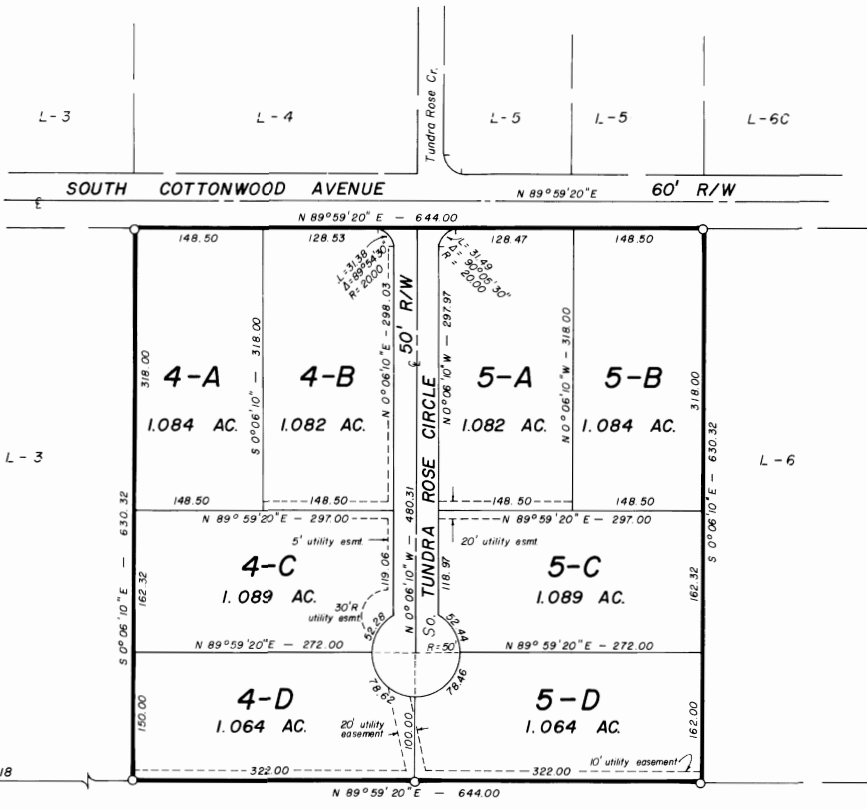 L-3
L-4
Tundra Rose Cr.
L-5
L-5
L-6C
SOUTH COTTONWOOD AVENUE
N 89°59'20"E
60' R/W
℄
N 89°59'20"E — 644.00
148.50
128.53
128.47
148.50
L=31.38
Δ=89°54'30"
R=20.00
L=31.49
Δ=90°05'30"
R=20.00
318.00
4-A
1.084 AC.
S 0°06'10" — 318.00
4-B
1.082 AC.
N 0°06'10"E - 298.03
50' R/W
℄
N 0°06'10"W — 297.97
5-A
1.082 AC.
N 0°06'10"W — 318.00
5-B
1.084 AC.
318.00
L-3
L-6
148.50
148.50
148.50
148.50
N 0°06'10"W — 480.31
So. TUNDRA ROSE CIRCLE
S 0°06'10"E — 630.32
S 0°06'10"E — 630.32
N 89°59'20"E — 297.00
N 89°59'20"E — 297.00
5' utility esmt.
20' utility esmt.
119.06
118.97
162.32
4-C
1.089 AC.
5-C
1.089 AC.
162.32
30'R
utility esmt.
52.28
52.44
N 89°59'20"E — 272.00
R=50'
N 89°59'20"E — 272.00
78.62
78.46
150.00
4-D
1.064 AC.
5-D
1.064 AC.
162.00
20' utility
easement
100.00
10' utility easement
322.00
322.00
18
N 89°59'20"E — 644.00